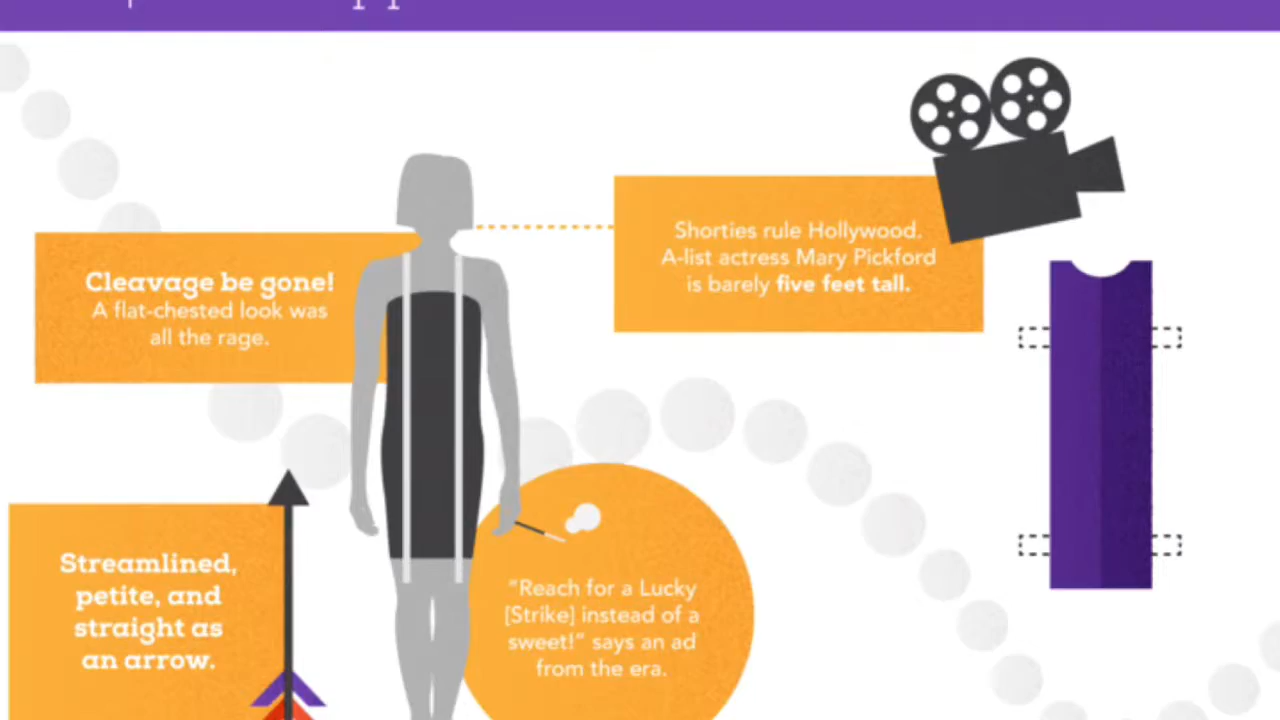 Shorties rule Hollywood.
A-list actress Mary Pickford
is barely five feet tall.
Cleavage be gone!
A flat-chested look was
all the rage.
Streamlined,
petite, and
straight as
an arrow.
"Reach for a Lucky
[Strike] instead of a
sweet!" says an ad
from the era.